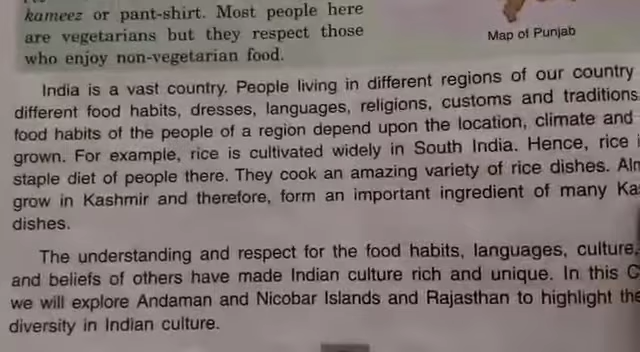 kameez or pant-shirt. Most people here
are vegetarians but they respect those
who enjoy non-vegetarian food.
Map of Punjab
India is a vast country. People living in different regions of our country
different food habits, dresses, languages, religions, customs and traditions
food habits of the people of a region depend upon the location, climate and
grown. For example, rice is cultivated widely in South India. Hence, rice
staple diet of people there. They cook an amazing variety of rice dishes.
grow in Kashmir and therefore, form an important ingredient of many
dishes.
The understanding and respect for the food habits, languages, culture,
and beliefs of others have made Indian culture rich and unique. In this
we will explore Andaman and Nicobar Islands and Rajasthan to highlight the
diversity in Indian culture.